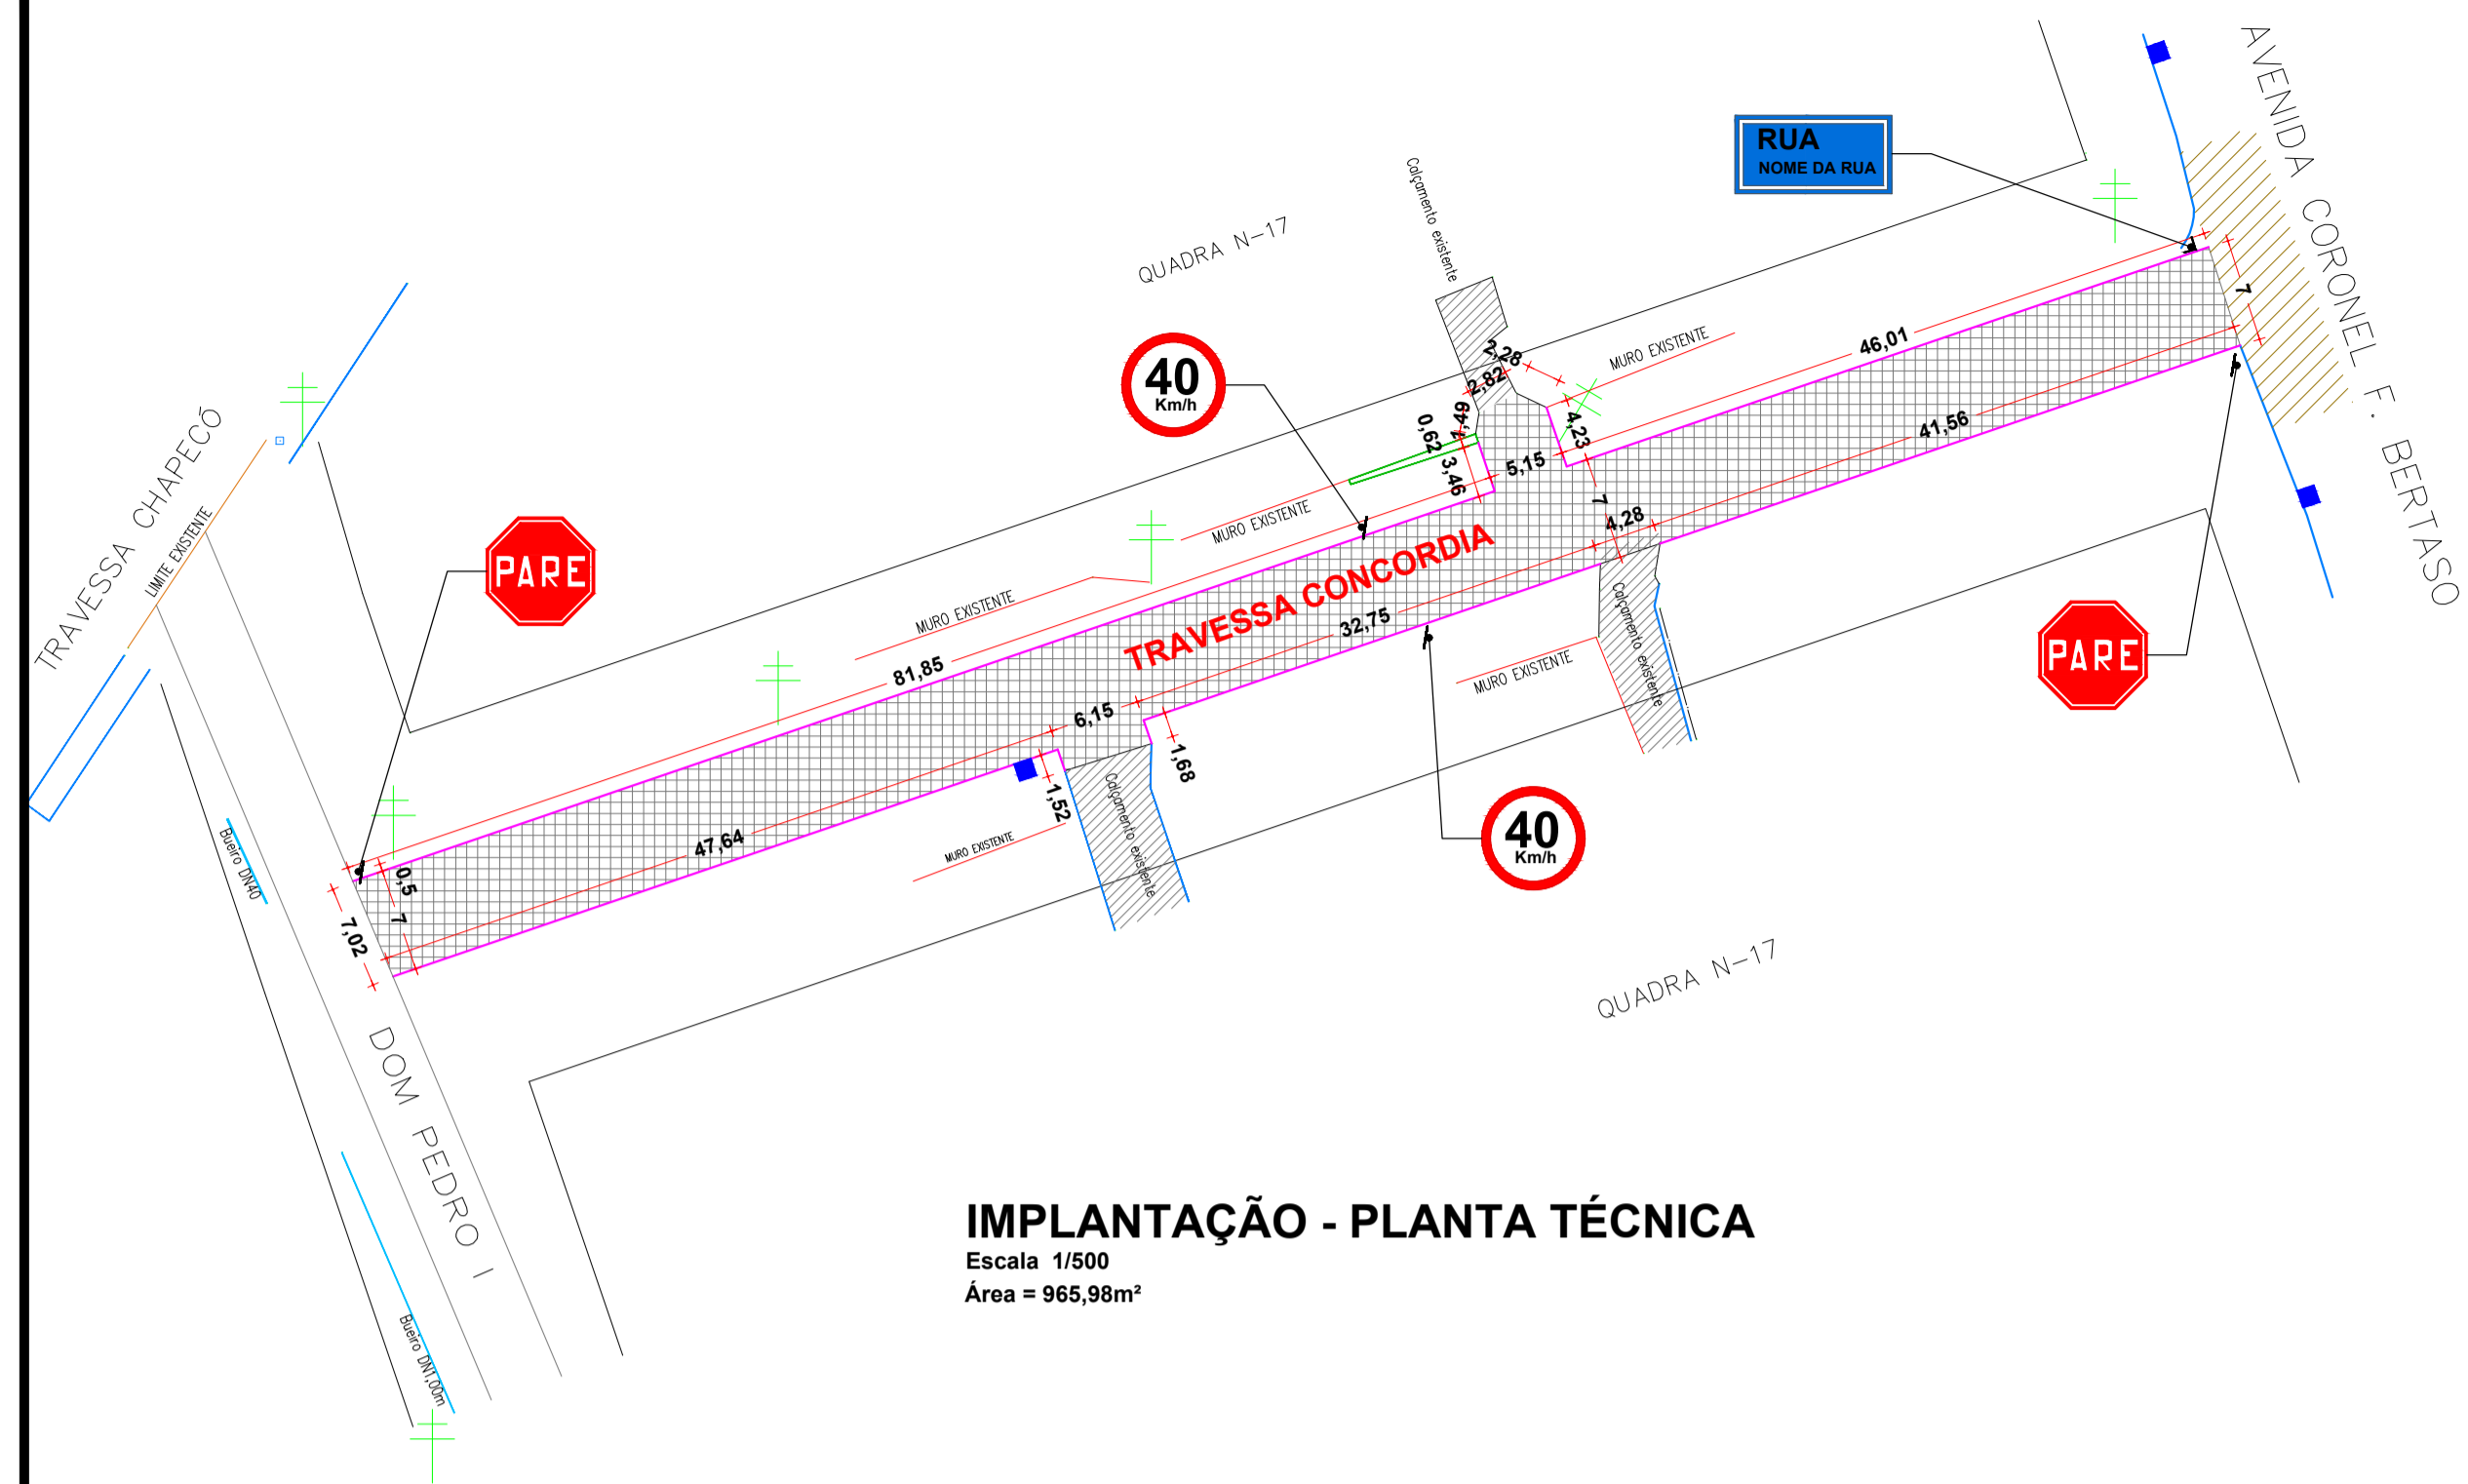 AVENIDA CORONEL F. BERTASO
RUA
NOME DA RUA
Calçamento existente
QUADRA N-17
40
Km/h
MURO EXISTENTE
46,01
7
2,28
2,82
1,49
0,62
3,46
4,23
5,15
7
4,28
41,56
TRAVESSA CHAPECÓ
LIMITE EXISTENTE
PARE
MURO EXISTENTE
MURO EXISTENTE
TRAVESSA CONCORDIA
32,75
81,85
6,15
1,68
1,52
47,64
Calçamento existente
MURO EXISTENTE
PARE
Calçamento existente
MURO EXISTENTE
40
Km/h
Bueiro DN40
0,5
7
7,02
DOM PEDRO I
QUADRA N-17
Bueiro DN1,00m
IMPLANTAÇÃO - PLANTA TÉCNICA
Escala 1/500
Área = 965,98m²